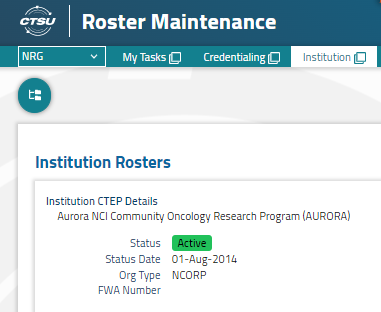 CTSU
Roster Maintenance
NRG
My Tasks
Credentialing
Institution
Institution Rosters
Institution CTEP Details
Aurora NCI Community Oncology Research Program (AURORA)
Status Active
Status Date 01-Aug-2014
Org Type NCORP
FWA Number